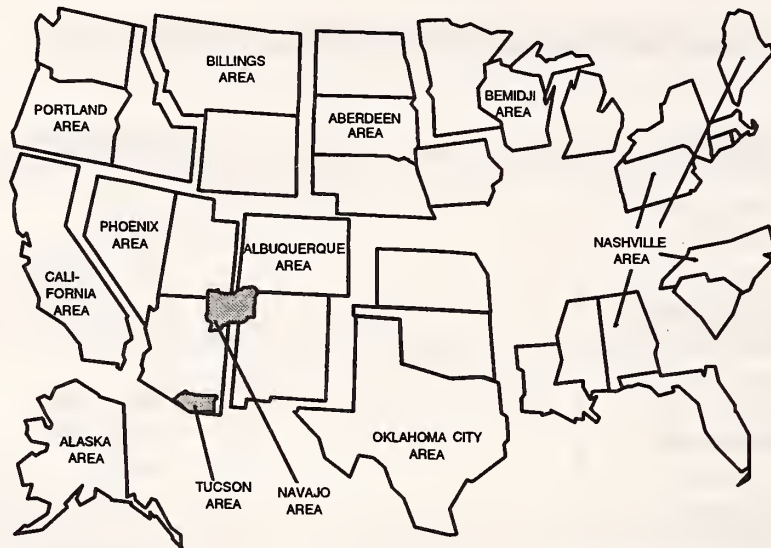 BILLINGS
AREA
PORTLAND
AREA
ABERDEEN
AREA
BEMIDJI
AREA
PHOENIX
AREA
ALBUQUERQUE
AREA
NASHVILLE
AREA
CALI-
FORNIA
AREA
ALASKA
AREA
TUCSON
AREA
NAVAJO
AREA
OKLAHOMA CITY
AREA